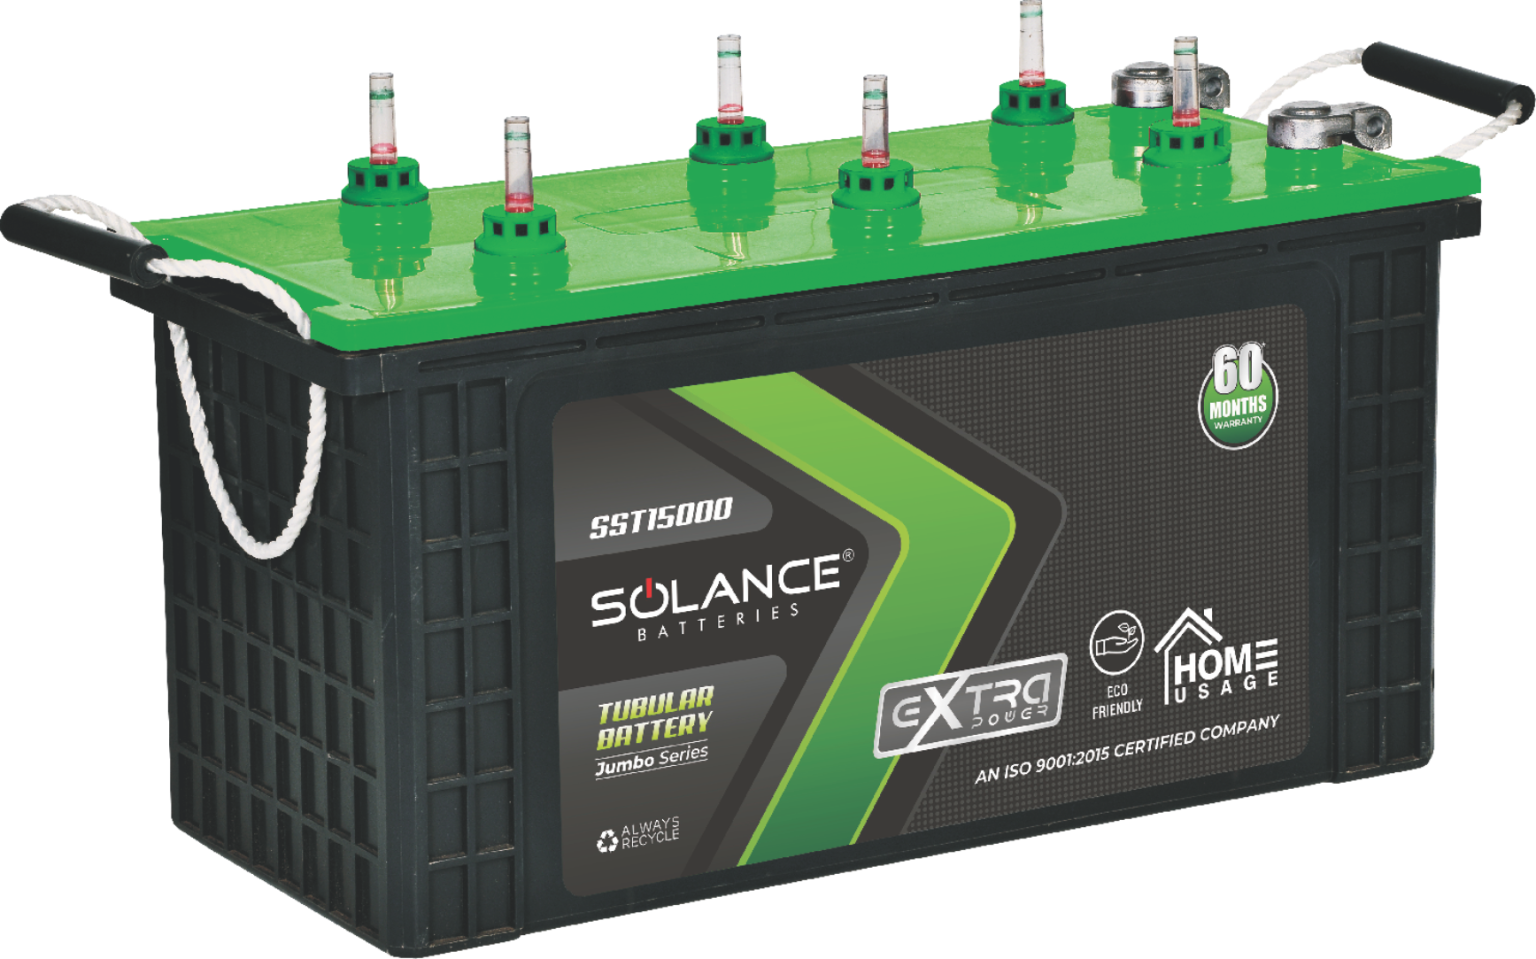 60
MONTHS
WARRANTY
SST15000
SOLANCE®
BATTERIES
TUBULAR
BATTERY
Jumbo Series
ALWAYS
RECYCLE
EXTRA
POWER
ECO
FRIENDLY
HOME
USAGE
AN ISO 9001:2015 CERTIFIED COMPANY